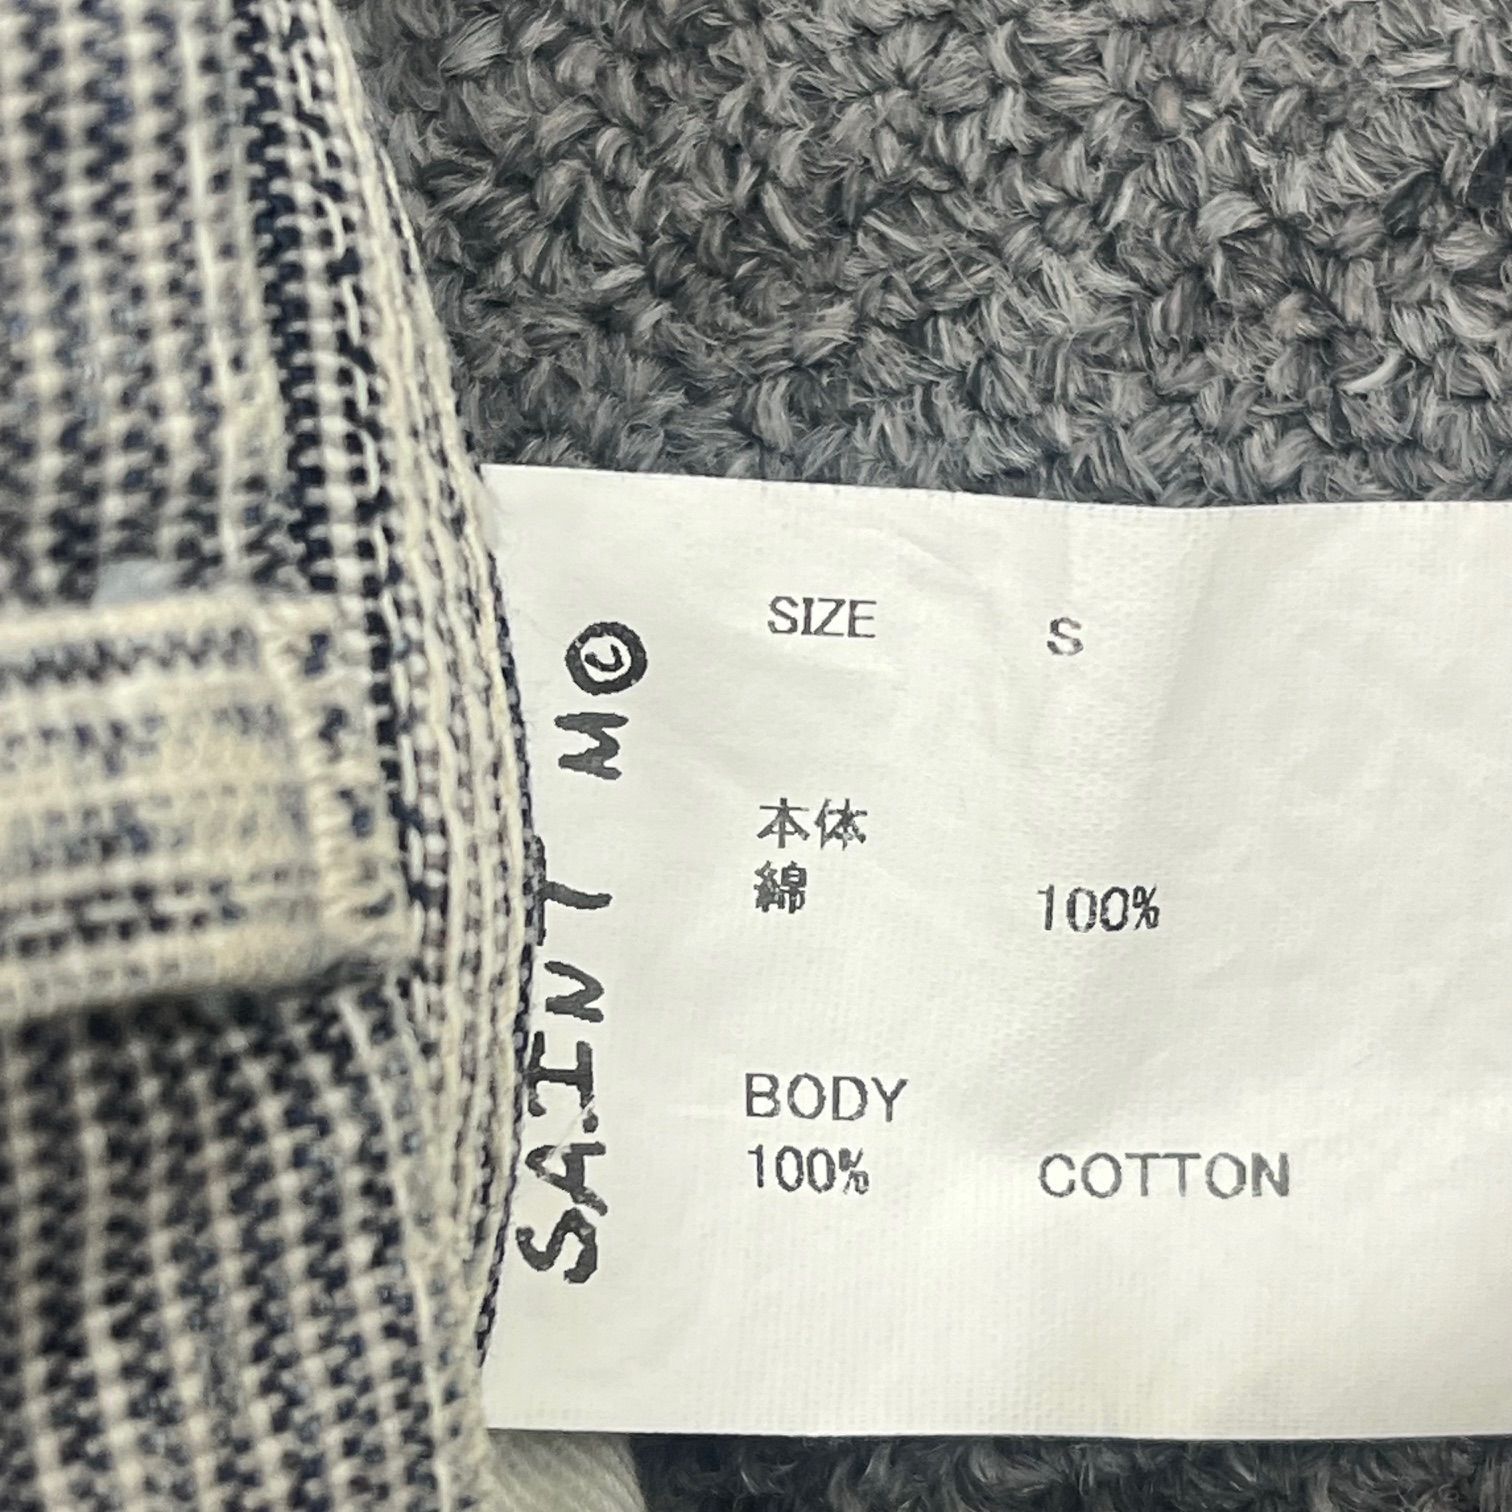 SAINT M©
SIZE S
本体
綿 100%
BODY
100% COTTON